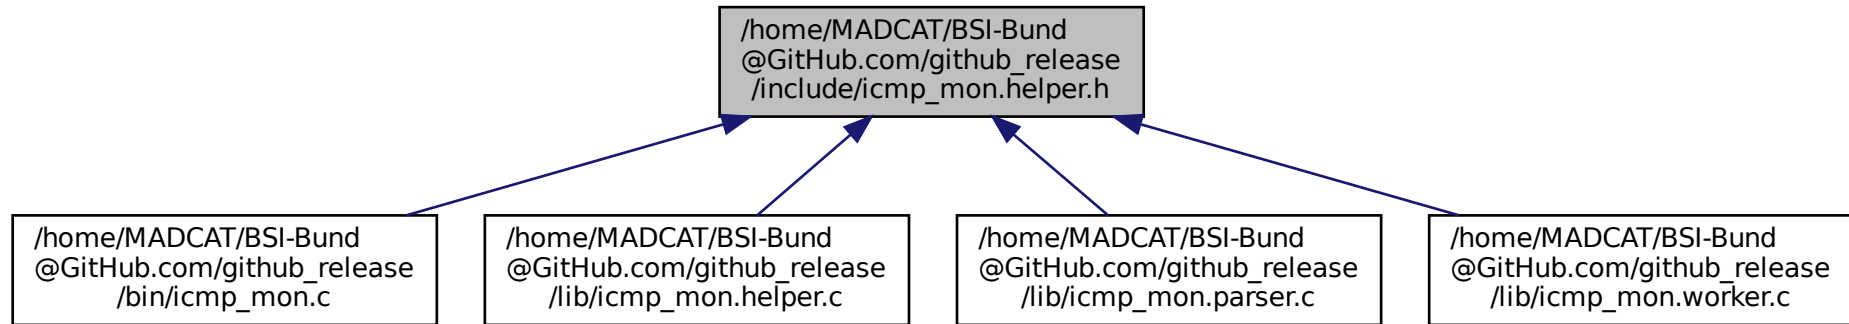 /home/MADCAT/BSI-Bund
@GitHub.com/github_release
/include/icmp_mon.helper.h
/home/MADCAT/BSI-Bund
@GitHub.com/github_release
/bin/icmp_mon.c
/home/MADCAT/BSI-Bund
@GitHub.com/github_release
/lib/icmp_mon.helper.c
/home/MADCAT/BSI-Bund
@GitHub.com/github_release
/lib/icmp_mon.parser.c
/home/MADCAT/BSI-Bund
@GitHub.com/github_release
/lib/icmp_mon.worker.c